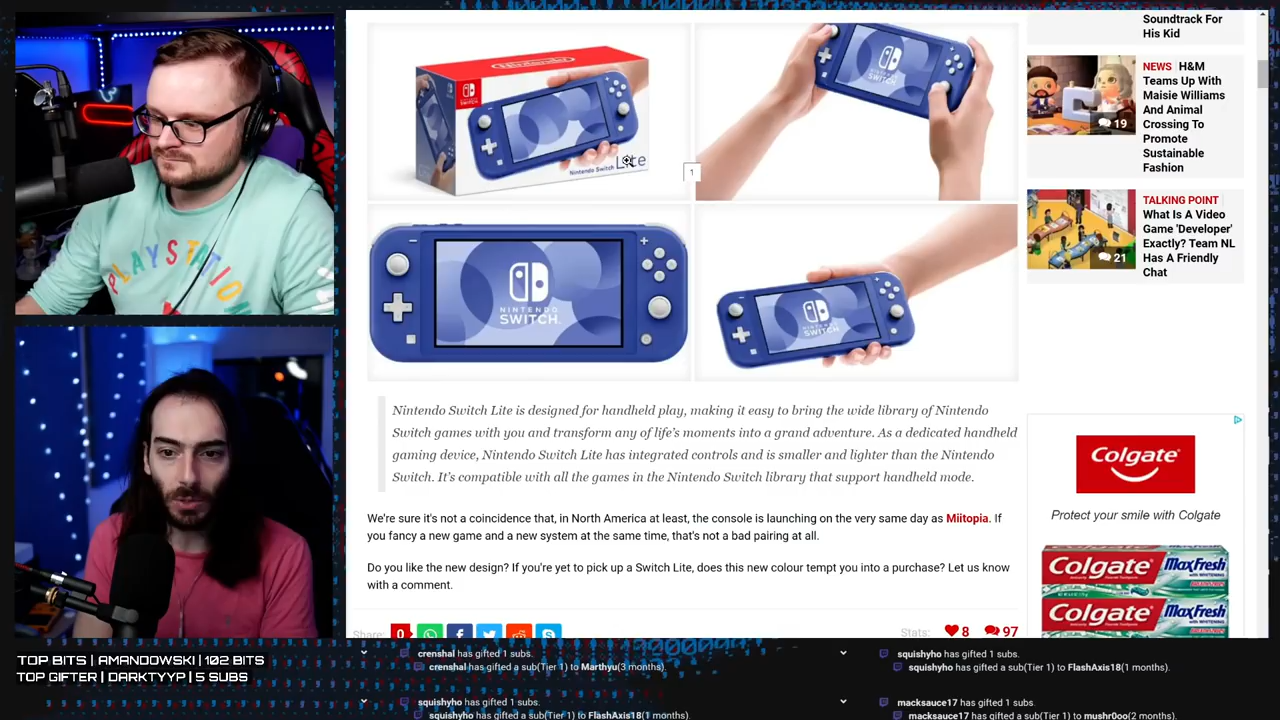 PLAYSTATION
Nintendo
Nintendo Switch Lite
NINTENDO
SWITCH
1
NINTENDO
SWITCH.
NINTENDO
SWITCH
Nintendo Switch Lite is designed for handheld play, making it easy to bring the wide library of Nintendo
Switch games with you and transform any of life's moments into a grand adventure. As a dedicated handheld
gaming device, Nintendo Switch Lite has integrated controls and is smaller and lighter than the Nintendo
Switch. It's compatible with all the games in the Nintendo Switch library that support handheld mode.
We're sure it's not a coincidence that, in North America at least, the console is launching on the very same day as Miitopia. If
you fancy a new game and a new system at the same time, that's not a bad pairing at all.
Do you like the new design? If you're yet to pick up a Switch Lite, does this new colour tempt you into a purchase? Let us know
with a comment.
Share: 0
Stats: 8 97
Soundtrack For
His Kid
NEWS H&M
Teams Up With
Maisie Williams
And Animal
Crossing To
Promote
Sustainable
Fashion
19
TALKING POINT
What Is A Video
Game 'Developer'
Exactly? Team NL
Has A Friendly
Chat
21
Colgate
Protect your smile with Colgate
Colgate MaxFresh
WITH WHITENING
Colgate MaxFresh
TOP BITS | AMANDOWSKI | 102 BITS
TOP GIFTER | DARKTYYP | 5 SUBS
crenshal has gifted 1 subs.
crenshal has gifted a sub(Tier 1) to Marthyu(3 months).
squishyho has gifted 1 subs.
squishyho has gifted a sub(Tier 1) to FlashAxis18(1 months).
squishyho has gifted 1 subs.
squishyho has gifted a sub(Tier 1) to FlashAxis18(1 months).
macksauce17 has gifted 1 subs.
macksauce17 has gifted a sub(Tier 1) to mushr0oo(2 months).